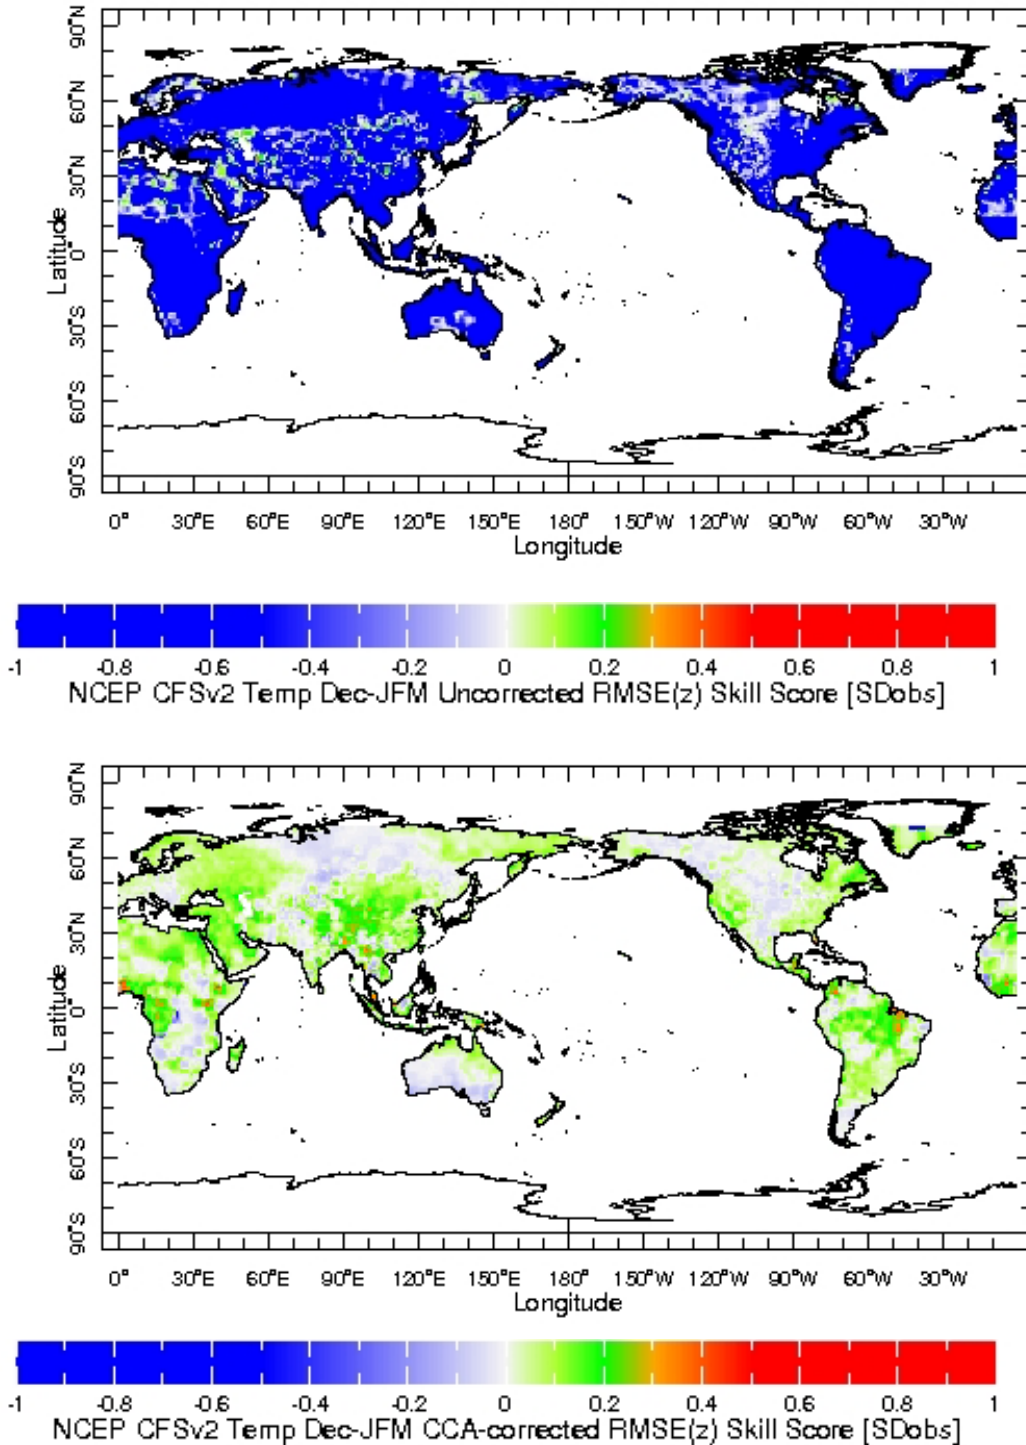 90°N
60°N
30°N
0°
30°S
60°S
90°S
Latitude
0° 30°E 60°E 90°E 120°E 150°E 180° 150°W 120°W 90°W 60°W 30°W
Longitude
-1 -0.8 -0.6 -0.4 -0.2 0 0.2 0.4 0.6 0.8 1
NCEP CFSv2 Temp Dec-JFM Uncorrected RMSE(z) Skill Score [SDobs]
90°N
60°N
30°N
0°
30°S
60°S
90°S
Latitude
0° 30°E 60°E 90°E 120°E 150°E 180° 150°W 120°W 90°W 60°W 30°W
Longitude
-1 -0.8 -0.6 -0.4 -0.2 0 0.2 0.4 0.6 0.8 1
NCEP CFSv2 Temp Dec-JFM CCA-corrected RMSE(z) Skill Score [SDobs]